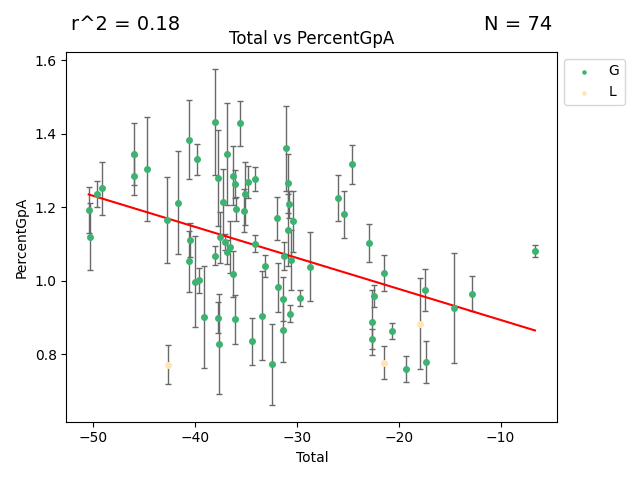 r^2 = 0.18
N = 74
Total vs PercentGpA
G
L
1.6
1.4
1.2
1.0
0.8
PercentGpA
−50
−40
−30
−20
−10
Total